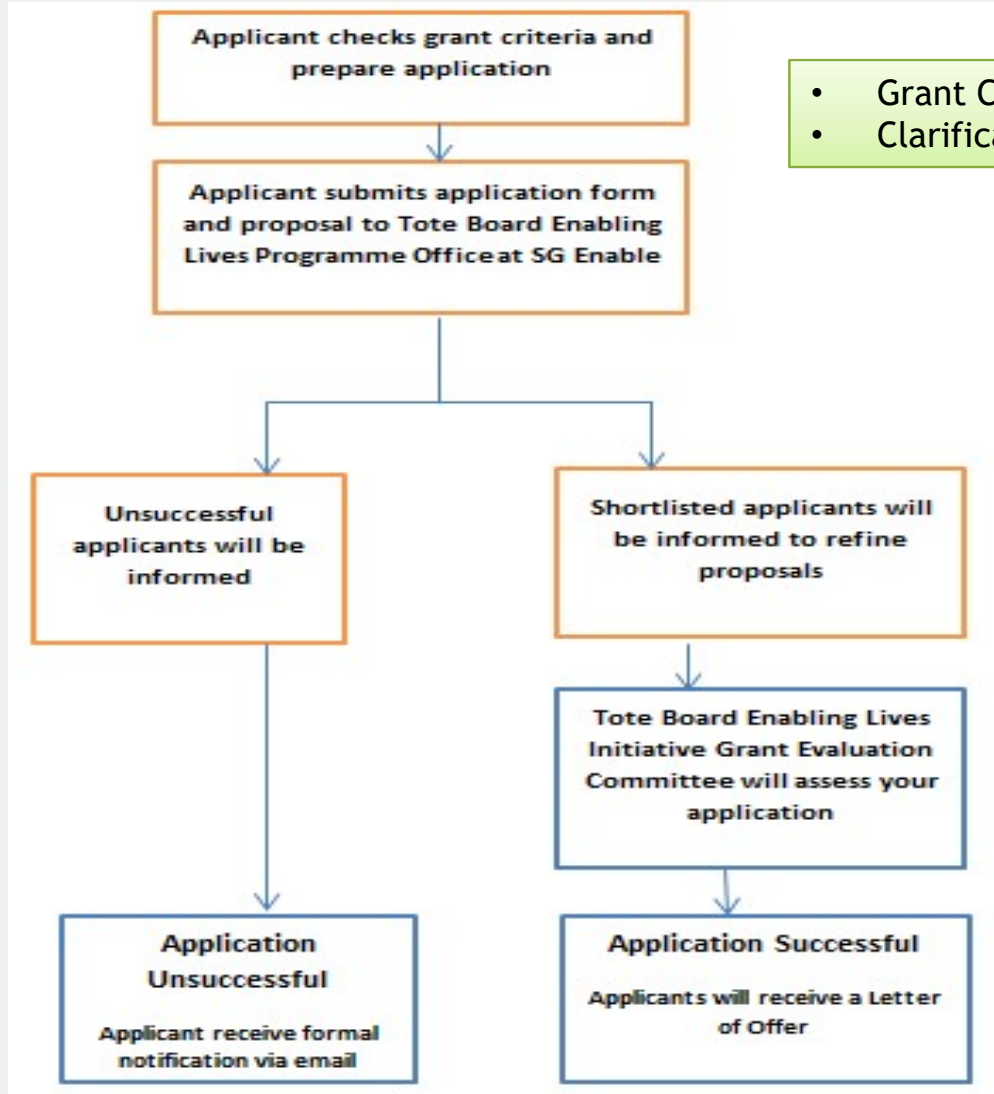 Applicant checks grant criteria and
prepare application
• Grant
• 
Applicant submits application form
and proposal to Tote Board Enabling
Lives Programme Office at SG Enable
Unsuccessful
applicants will be
informed
Shortlisted applicants will
be informed to refine
proposals
Tote Board Enabling Lives
Initiative Grant Evaluation
Committee will assess your
application
Application
Unsuccessful
Applicant receive formal
notification via email
Application Successful
Applicants will receive a Letter
of Offer